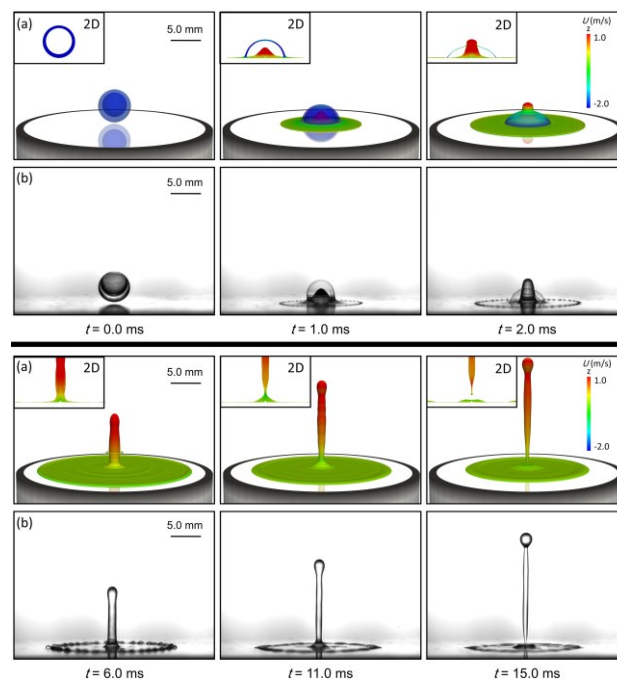 (a)
2D
5.0 mm
2D
2D
U (m/s)
z
1.0
-2.0
(b)
5.0 mm
t = 0.0 ms
t = 1.0 ms
t = 2.0 ms
(a)
2D
5.0 mm
2D
2D
U (m/s)
z
1.0
-2.0
(b)
5.0 mm
t = 6.0 ms
t = 11.0 ms
t = 15.0 ms